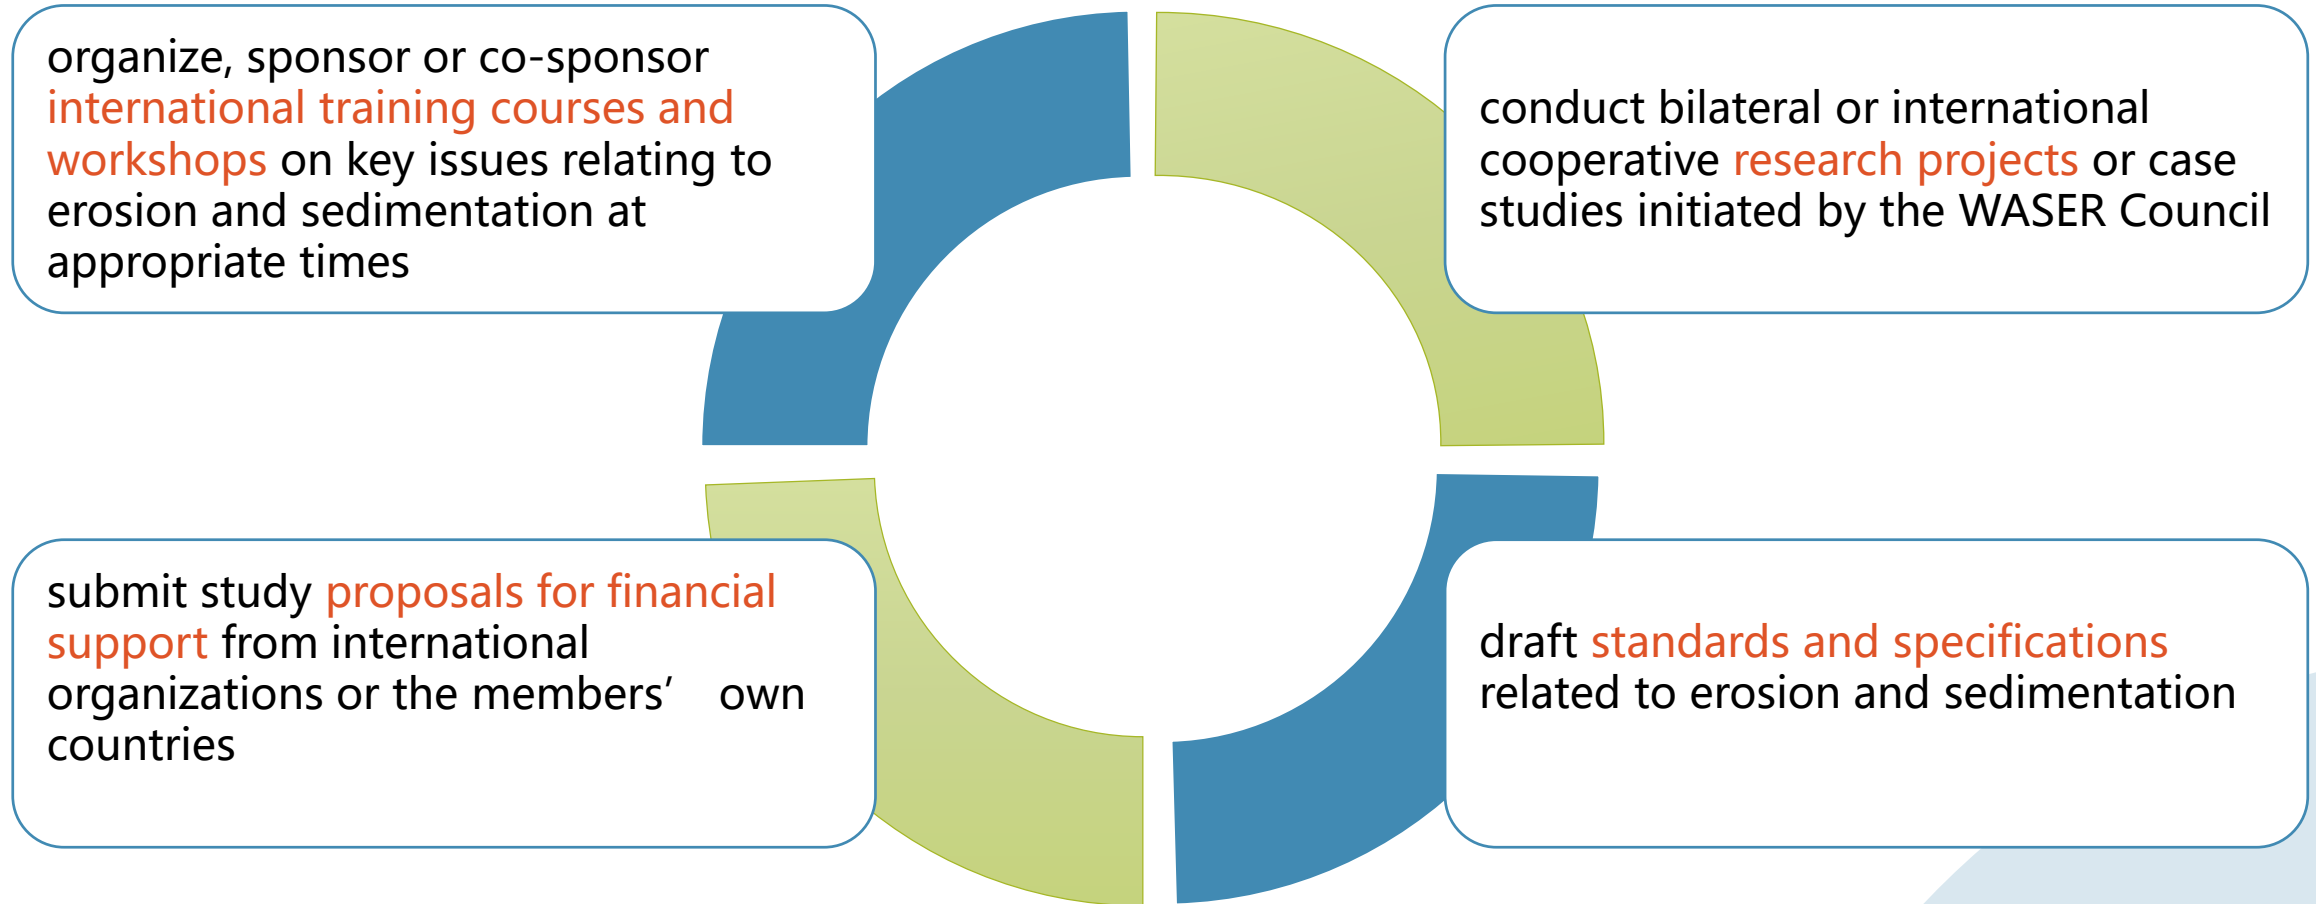 organize, sponsor or co-sponsor
international training courses and
workshops on key issues relating to
erosion and sedimentation at
appropriate times
conduct bilateral or international
cooperative research projects or case
studies initiated by the WASER Council
submit study proposals for financial
support from international
organizations or the members’ own
countries
draft standards and specifications
related to erosion and sedimentation